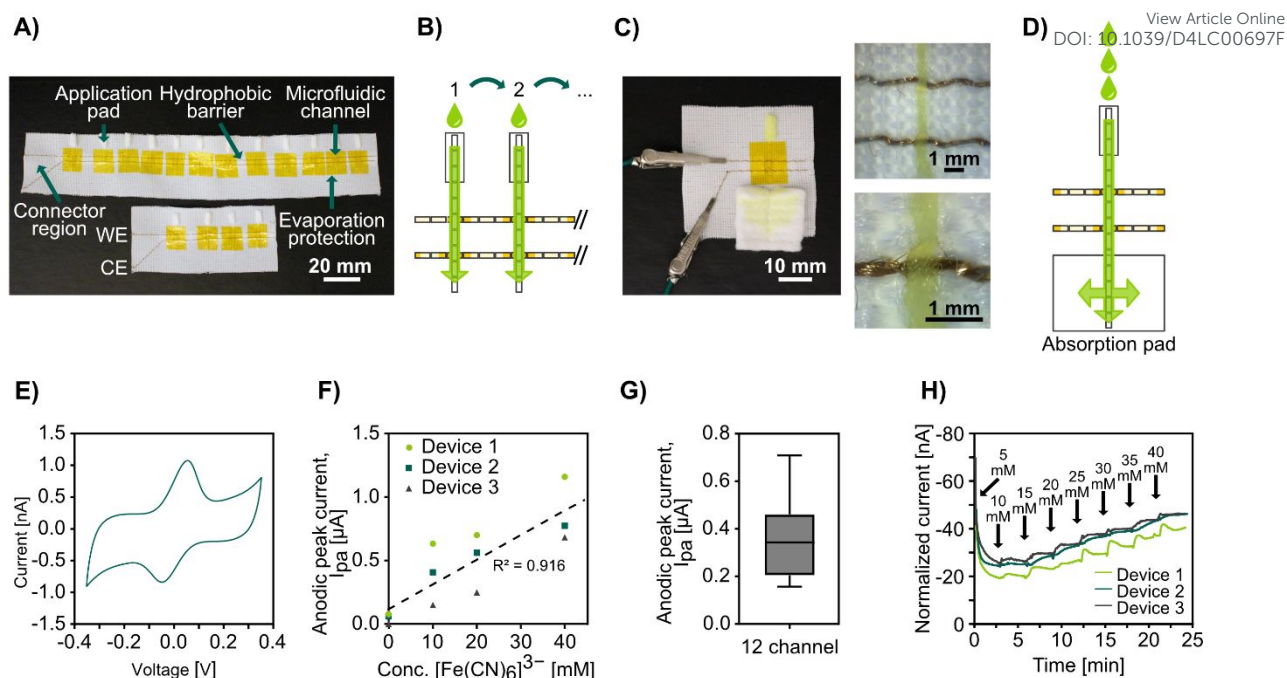 View Article Online
DOI: 10.1039/D4LC00697F
A)
Application pad
Hydrophobic barrier
Microfluidic channel
Connector region
WE
CE
Evaporation protection
20 mm
B)
1
2
...
C)
10 mm
1 mm
1 mm
D)
Absorption pad
E)
Current [nA]
1.5
1.0
0.5
0.0
-0.5
-1.0
-1.5
-0.4
-0.2
0.0
0.2
0.4
Voltage [V]
F)
Anodic peak current,
Ipa [µA]
1.5
1.0
0.5
0.0
Device 1
Device 2
Device 3
R² = 0.916
0
10
20
30
40
50
Conc. [Fe(CN)6]³⁻ [mM]
G)
Anodic peak current,
Ipa [µA]
0.8
0.6
0.4
0.2
0.0
12 channel
H)
Normalized current [nA]
-80
-60
-40
-20
0
5 mM
10 mM
15 mM
20 mM
25 mM
30 mM
35 mM
40 mM
Device 1
Device 2
Device 3
0
5
10
15
20
25
Time [min]